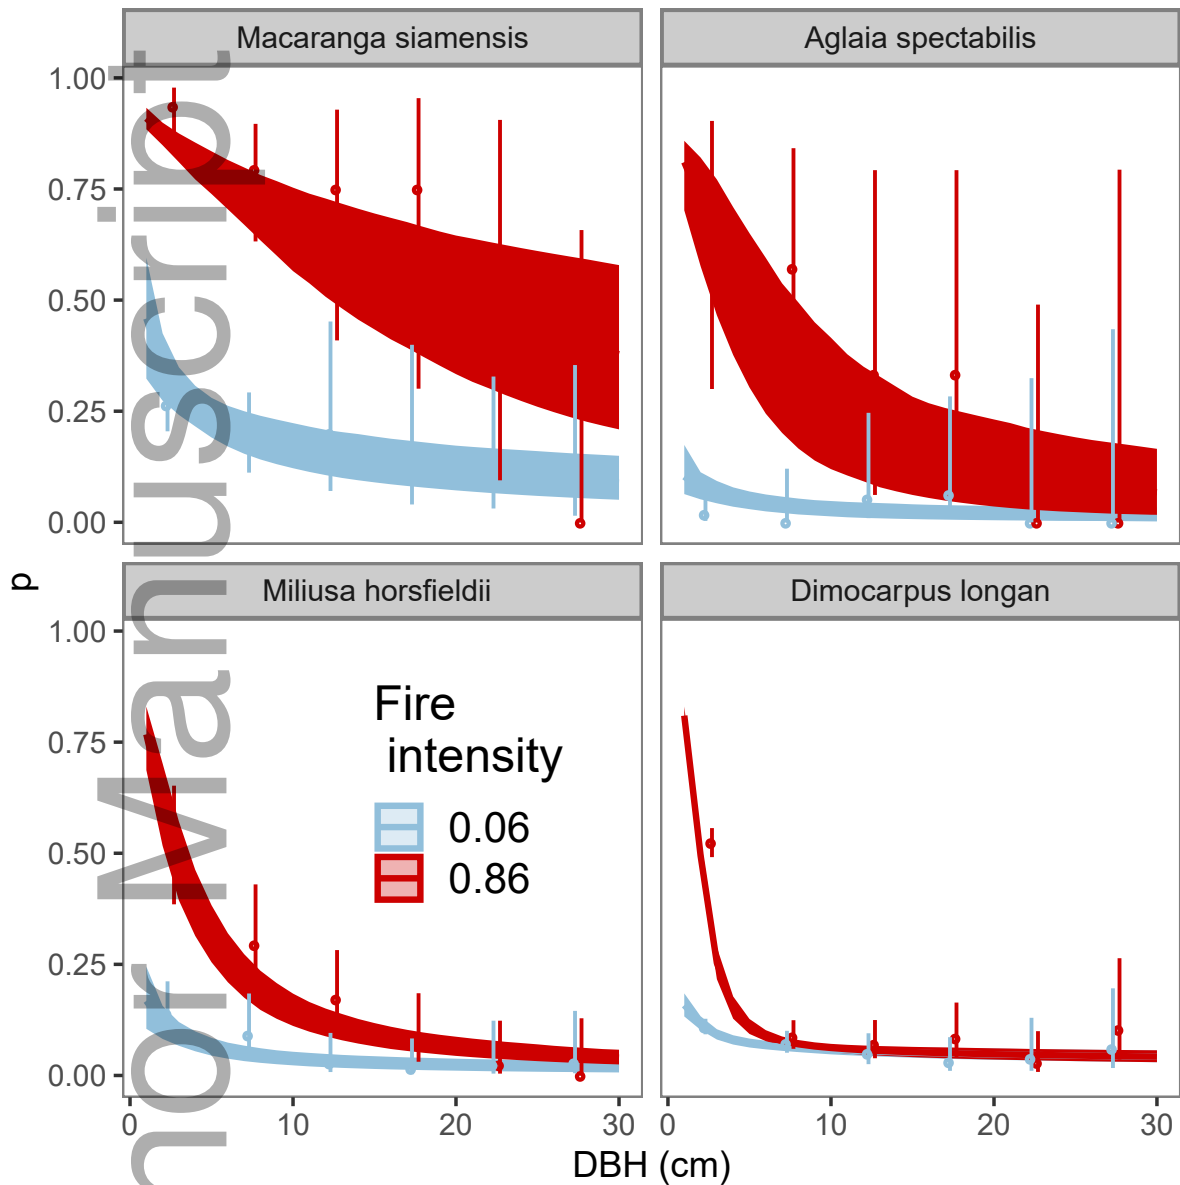 Macaranga siamensis
Aglaia spectabilis
1.00
0.75
0.50
0.25
0.00
p
Miliusa horsfieldii
Dimocarpus longan
1.00
0.75
0.50
0.25
0.00
Fire
intensity
0.06
0.86
0 10 20 30
0 10 20 30
DBH (cm)
or Manuscript